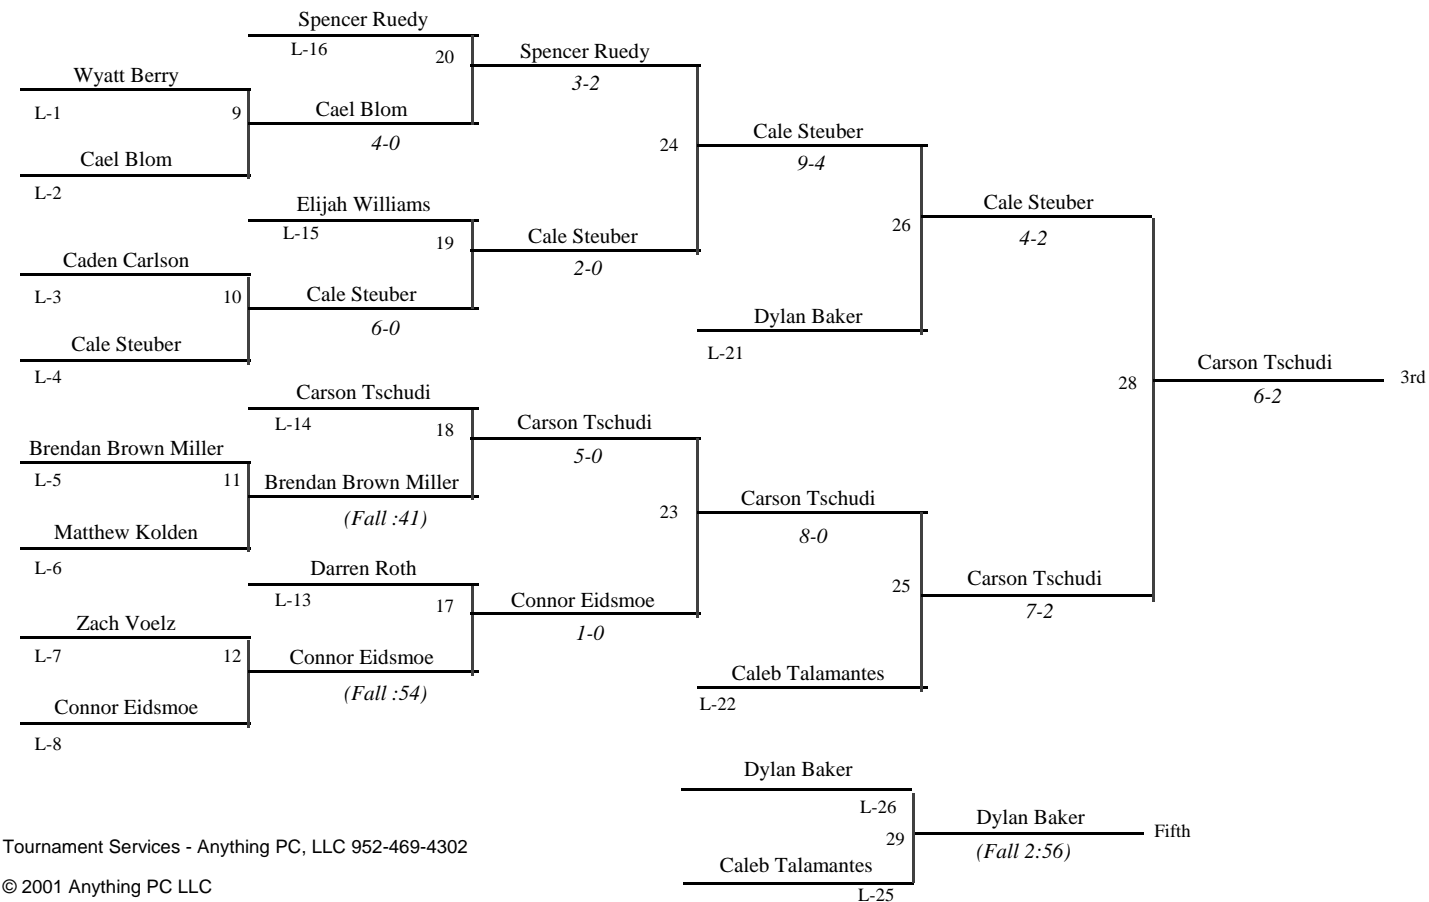 Spencer Ruedy
L-16
20
Spencer Ruedy
3-2
Wyatt Berry
L-1
9
Cael Blom
4-0
Cael Blom
L-2
24
Cale Steuber
9-4
Elijah Williams
L-15
19
Cale Steuber
2-0
26
Cale Steuber
4-2
Caden Carlson
L-3
10
Cale Steuber
6-0
Cale Steuber
L-4
Dylan Baker
L-21
28
Carson Tschudi
6-2
3rd
Carson Tschudi
L-14
18
Carson Tschudi
5-0
Brendan Brown Miller
L-5
11
Brendan Brown Miller
(Fall :41)
Matthew Kolden
L-6
23
Carson Tschudi
8-0
Darren Roth
L-13
17
Connor Eidsmoe
1-0
25
Carson Tschudi
7-2
Zach Voelz
L-7
12
Connor Eidsmoe
(Fall :54)
Connor Eidsmoe
L-8
Caleb Talamantes
L-22
Dylan Baker
L-26
29
Dylan Baker
(Fall 2:56)
Fifth
Caleb Talamantes
L-25
Tournament Services - Anything PC, LLC 952-469-4302
© 2001 Anything PC LLC